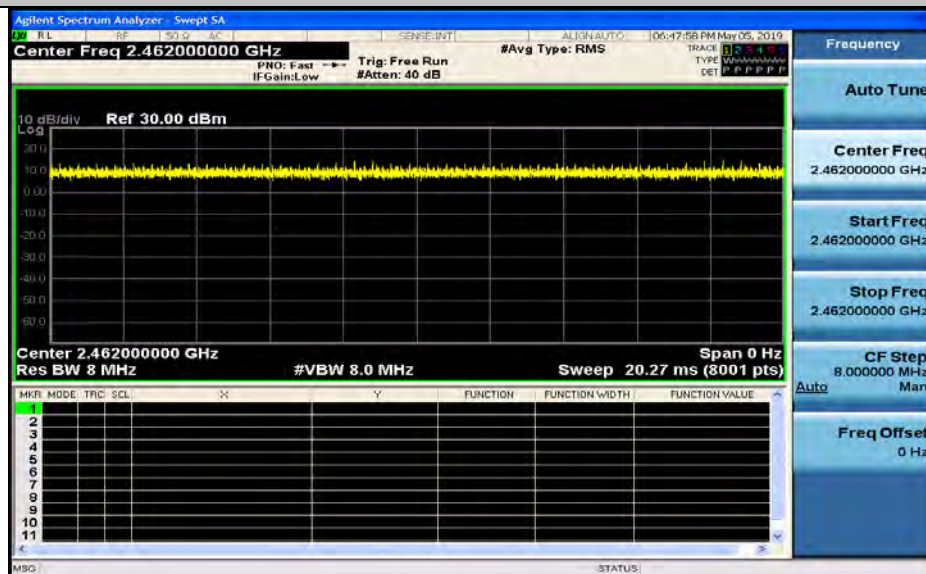 Agilent Spectrum Analyzer - Swept SA
RL RF 50 Ω AC SENSE:INT ALIGN AUTO 06:47:58 PM May 05, 2019
Center Freq 2.462000000 GHz #Avg Type: RMS TRACE 1 2 3 4 5 6
PNO: Fast Trig: Free Run TYPE
IFGain:Low #Atten: 40 dB DET P P P P P P
10 dB/div Ref 30.00 dBm
Log
20.0
10.0
0.00
-10.0
-20.0
-30.0
-40.0
-50.0
-60.0
Center 2.462000000 GHz Span 0 Hz
Res BW 8 MHz #VBW 8.0 MHz Sweep 20.27 ms (8001 pts)
MKR MODE TRC SCL X Y FUNCTION FUNCTION WIDTH FUNCTION VALUE
1
2
3
4
5
6
7
8
9
10
11
MSG STATUS
Frequency
Auto Tune
Center Freq
2.462000000 GHz
Start Freq
2.462000000 GHz
Stop Freq
2.462000000 GHz
CF Step
8.000000 MHz
Auto Man
Freq Offset
0 Hz